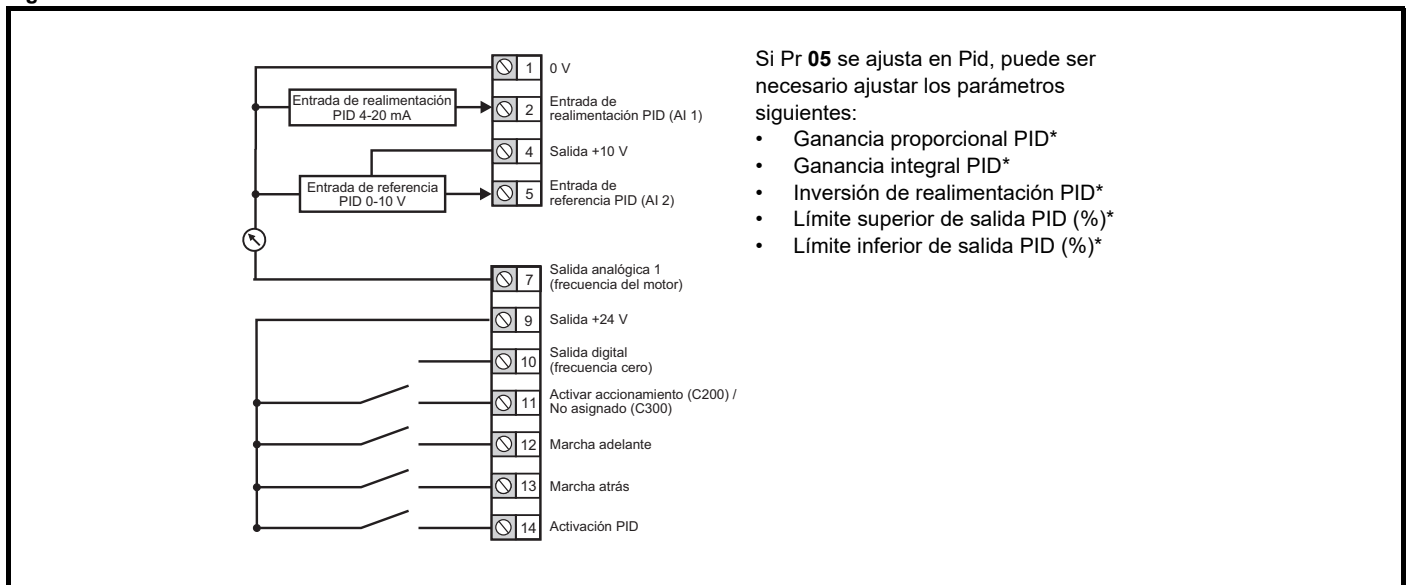 1 0 V
Entrada de realimentación
PID 4-20 mA
2 Entrada de
realimentación PID (AI 1)
4 Salida +10 V
Entrada de referencia
PID 0-10 V
5 Entrada de
referencia PID (AI 2)
7 Salida analógica 1
(frecuencia del motor)
9 Salida +24 V
10 Salida digital
(frecuencia cero)
11 Activar accionamiento (C200) /
No asignado (C300)
12 Marcha adelante
13 Marcha atrás
14 Activación PID
Si Pr 05 se ajusta en Pid, puede ser
necesario ajustar los parámetros
siguientes:
• Ganancia proporcional PID*
• Ganancia integral PID*
• Inversión de realimentación PID*
• Límite superior de salida PID (%)*
• Límite inferior de salida PID (%)*